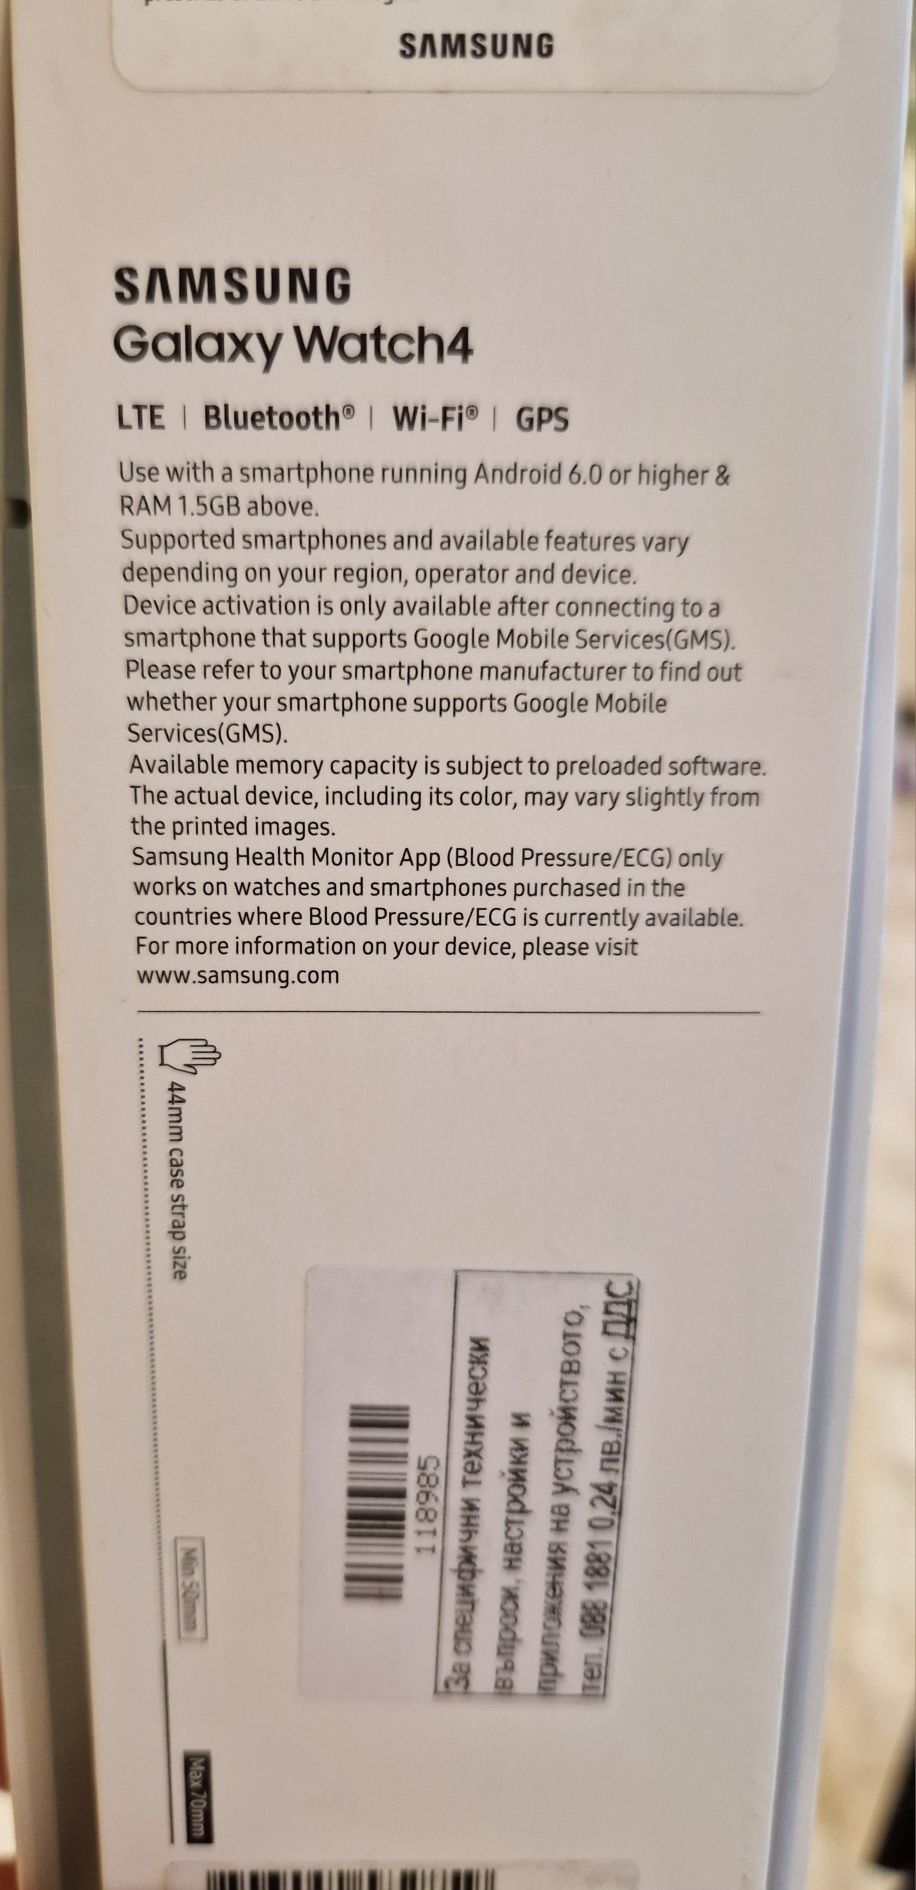 SAMSUNG
SAMSUNG
Galaxy Watch4
LTE | Bluetooth® | Wi-Fi® | GPS
Use with a smartphone running Android 6.0 or higher &
RAM 1.5GB above.
Supported smartphones and available features vary
depending on your region, operator and device.
Device activation is only available after connecting to a
smartphone that supports Google Mobile Services(GMS).
Please refer to your smartphone manufacturer to find out
whether your smartphone supports Google Mobile
Services(GMS).
Available memory capacity is subject to preloaded software.
The actual device, including its color, may vary slightly from
the printed images.
Samsung Health Monitor App (Blood Pressure/ECG) only
works on watches and smartphones purchased in the
countries where Blood Pressure/ECG is currently available.
For more information on your device, please visit
www.samsung.com
44mm case strap size
Min 50mm
Max 70mm
118985
За специфични технически
въпроси, настройки и
приложения на устройството,
тел. 088 1881 0.24 лв./мин с ДДС